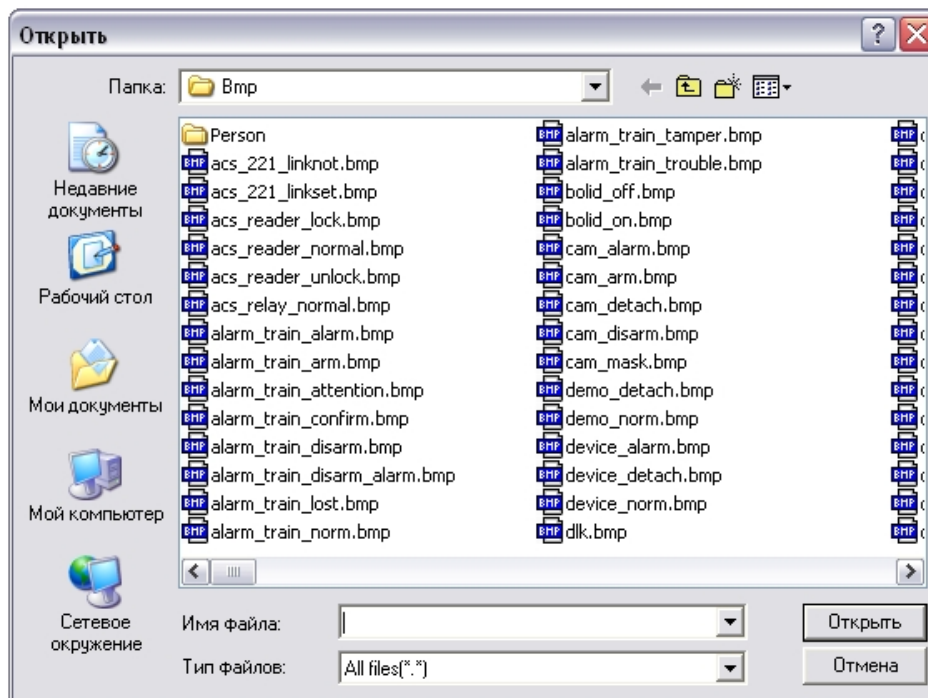 Открыть
Папка:
Bmp
Недавние
документы
Рабочий стол
Мои документы
Мой компьютер
Сетевое
окружение
Person
acs_221_linknot.bmp
acs_221_linkset.bmp
acs_reader_lock.bmp
acs_reader_normal.bmp
acs_reader_unlock.bmp
acs_relay_normal.bmp
alarm_train_alarm.bmp
alarm_train_arm.bmp
alarm_train_attention.bmp
alarm_train_confirm.bmp
alarm_train_disarm.bmp
alarm_train_disarm_alarm.bmp
alarm_train_lost.bmp
alarm_train_norm.bmp
alarm_train_tamper.bmp
alarm_train_trouble.bmp
bolid_off.bmp
bolid_on.bmp
cam_alarm.bmp
cam_arm.bmp
cam_detach.bmp
cam_disarm.bmp
cam_mask.bmp
demo_detach.bmp
demo_norm.bmp
device_alarm.bmp
device_detach.bmp
device_norm.bmp
dlk.bmp
Имя файла:
Открыть
Тип файлов:
All files(*.*)
Отмена